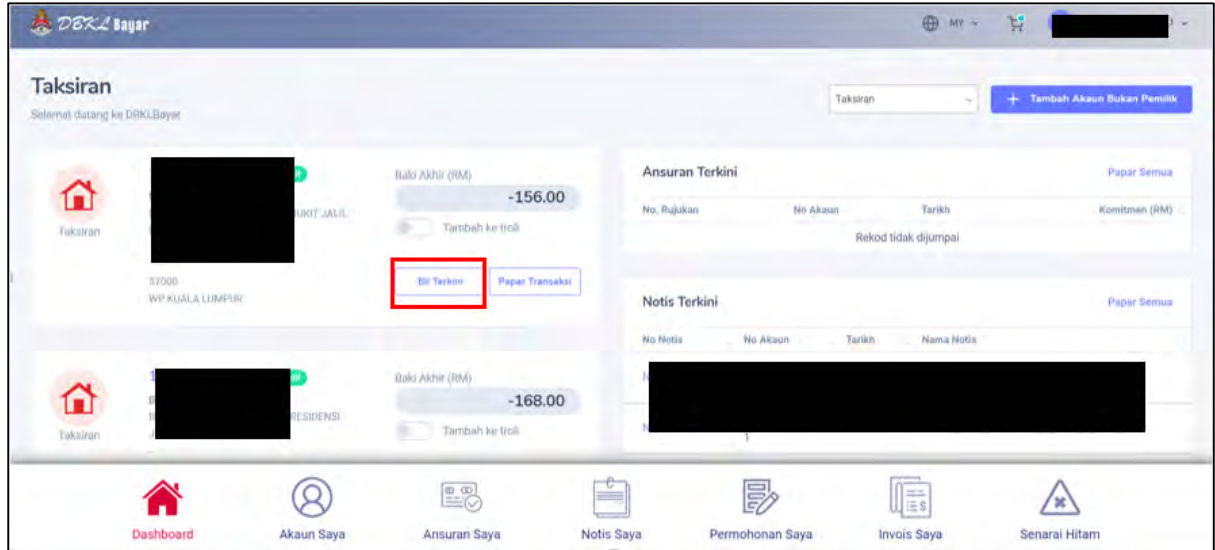 DBKL Bayar
MY
Taksiran
Selamat datang ke DBKLBayar
Taksiran
+ Tambah Akaun Bukan Pemilik
Taksiran
BUKIT JALIL
57000
WP KUALA LUMPUR
Baki Akhir (RM)
-156.00
Tambah ke troli
Bil Terkini
Papar Transaksi
Taksiran
RESIDENSI
Baki Akhir (RM)
-168.00
Tambah ke troli
Ansuran Terkini
Papar Semua
No. Rujukan No Akaun Tarikh Komitmen (RM)
Rekod tidak dijumpai
Notis Terkini
Papar Semua
No Notis No Akaun Tarikh Nama Notis
1
Dashboard
Akaun Saya
Ansuran Saya
Notis Saya
Permohonan Saya
Invois Saya
Senarai Hitam